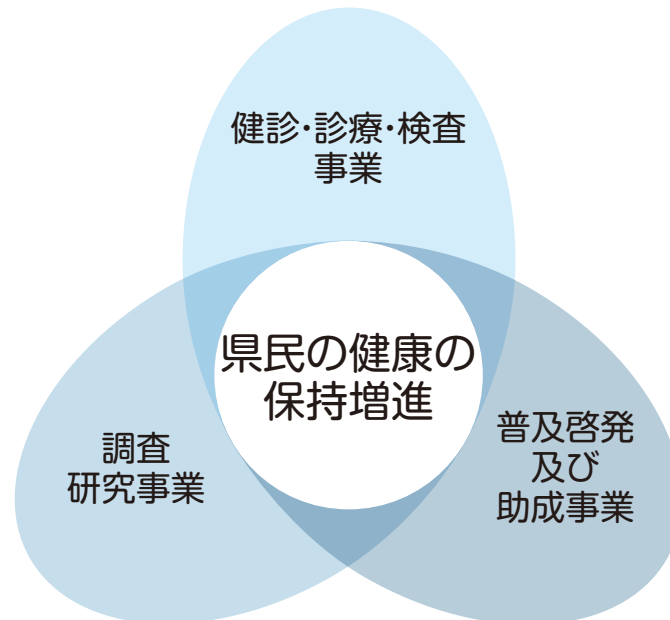 健診・診療・検査
事業
県民の健康の
保持増進
調査
研究事業
普及啓発
及び
助成事業